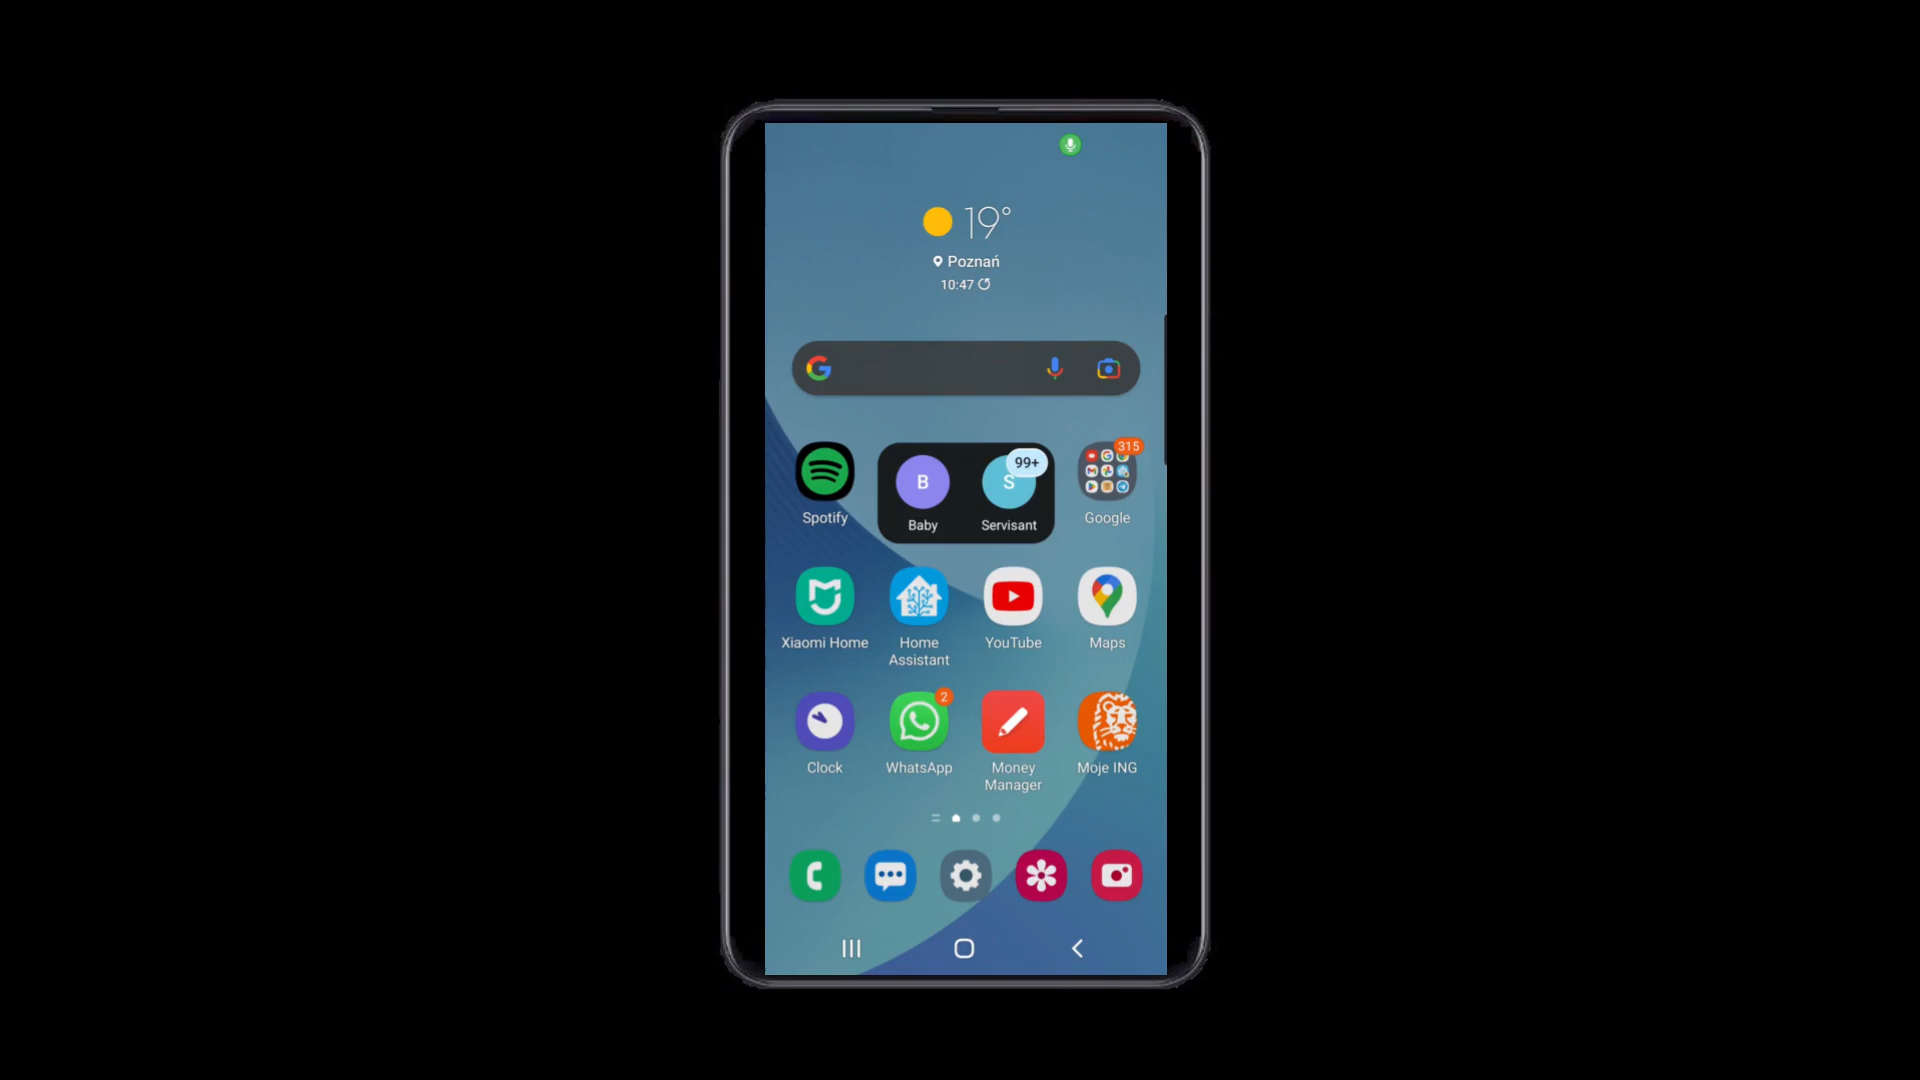 19°
Poznań
10:47
315
99+
B
S
Spotify
Baby
Servisant
Google
Xiaomi Home
Home
Assistant
YouTube
Maps
2
Clock
WhatsApp
Money
Manager
Moje ING